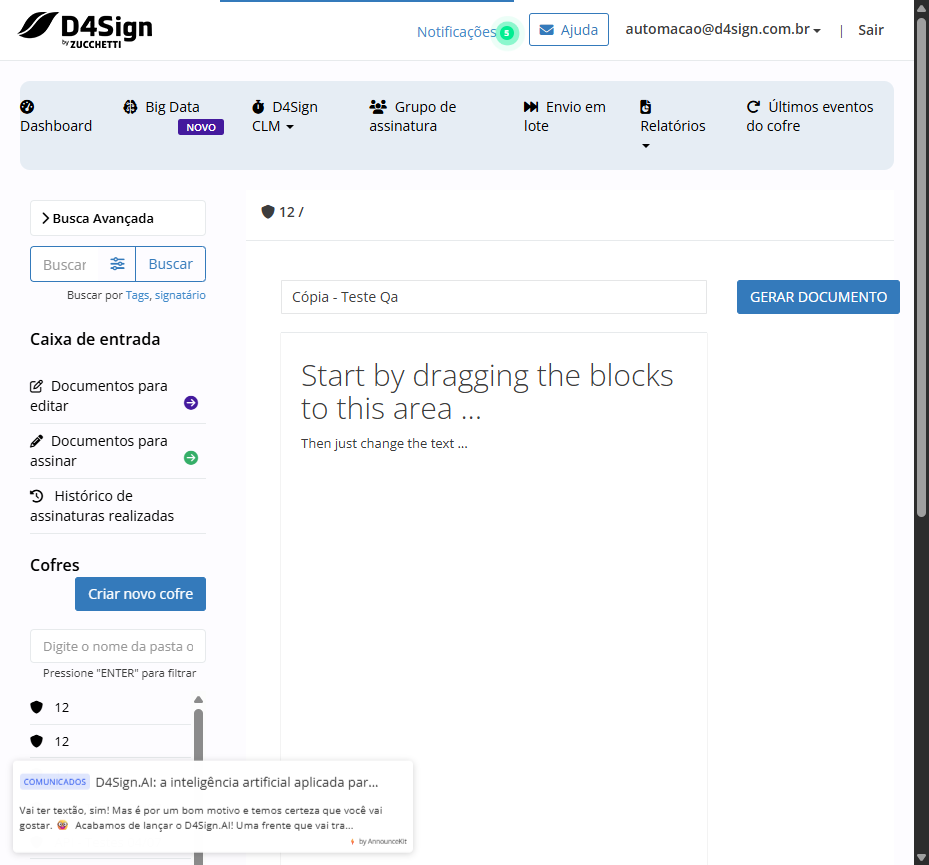 D4Sign
by ZUCCHETTI
Notificações 5
Ajuda
automacao@d4sign.com.br
|
Sair
Dashboard
Big Data
NOVO
D4Sign
CLM
Grupo de
assinatura
Envio em
lote
Relatórios
Últimos eventos
do cofre
Busca Avançada
Buscar
Buscar
Buscar por Tags, signatário
Caixa de entrada
Documentos para
editar
Documentos para
assinar
Histórico de
assinaturas realizadas
Cofres
Criar novo cofre
Digite o nome da pasta o
Pressione "ENTER" para filtrar
12
12
12 /
Cópia - Teste Qa
GERAR DOCUMENTO
Start by dragging the blocks
to this area ...
Then just change the text ...
COMUNICADOS D4Sign.AI: a inteligência artificial aplicada par...
Vai ter textão, sim! Mas é por um bom motivo e temos certeza que você vai
gostar. 🤓 Acabamos de lançar o D4Sign.AI! Uma frente que vai tra...
by AnnounceKit